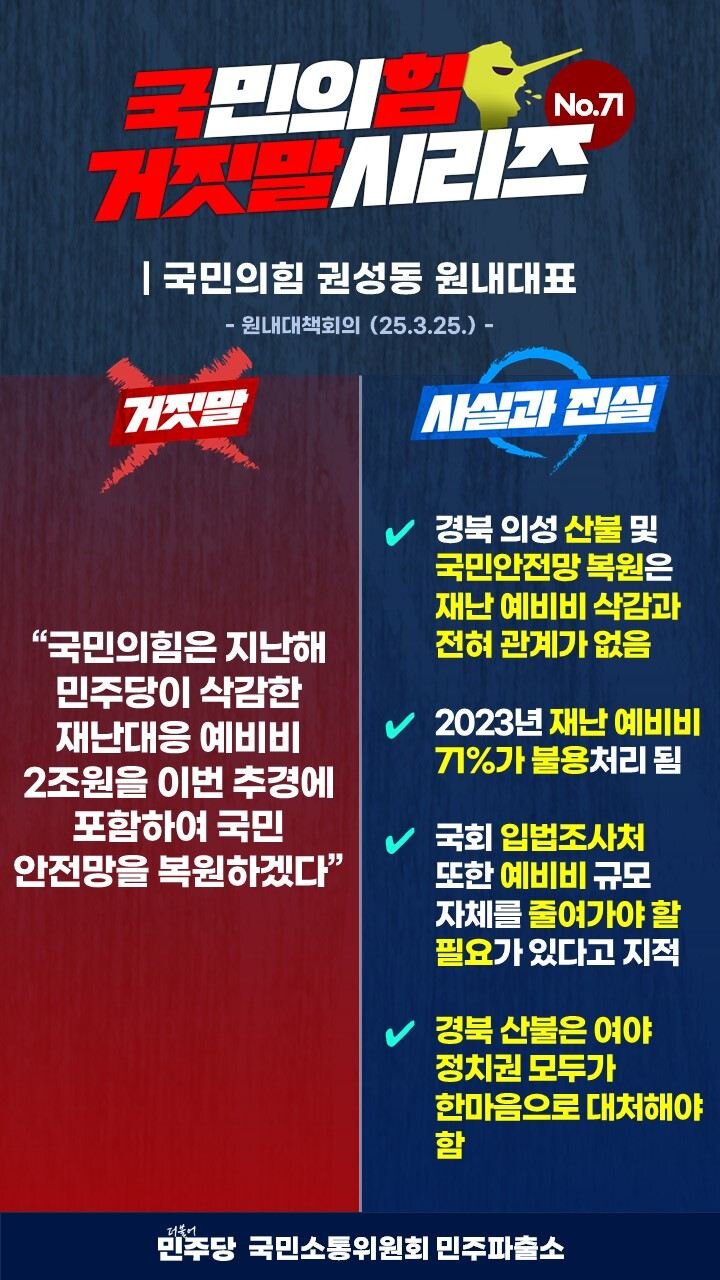 국민의힘
No.71
거짓말시리즈
| 국민의힘 권성동 원내대표
- 원내대책회의 (25.3.25.) -
거짓말
“국민의힘은 지난해
민주당이 삭감한
재난대응 예비비
2조원을 이번 추경에
포함하여 국민
안전망을 복원하겠다”
사실과 진실
✔ 경북 의성 산불 및
국민안전망 복원은
재난 예비비 삭감과
전혀 관계가 없음
✔ 2023년 재난 예비비
71%가 불용처리 됨
✔ 국회 입법조사처
또한 예비비 규모
자체를 줄여가야 할
필요가 있다고 지적
✔ 경북 산불은 여야
정치권 모두가
한마음으로 대처해야
함
더불어
민주당 국민소통위원회 민주파출소